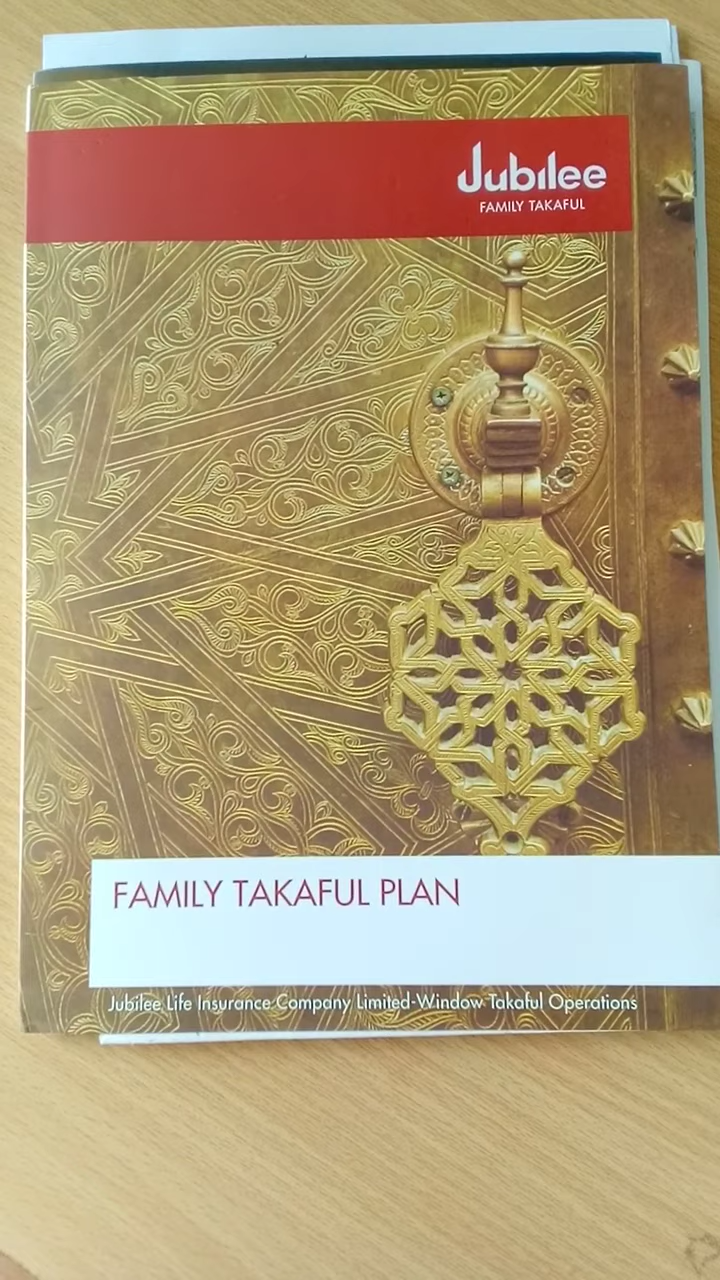 Jubilee
FAMILY TAKAFUL
FAMILY TAKAFUL PLAN
Jubilee Life Insurance Company Limited-Window Takaful Operations